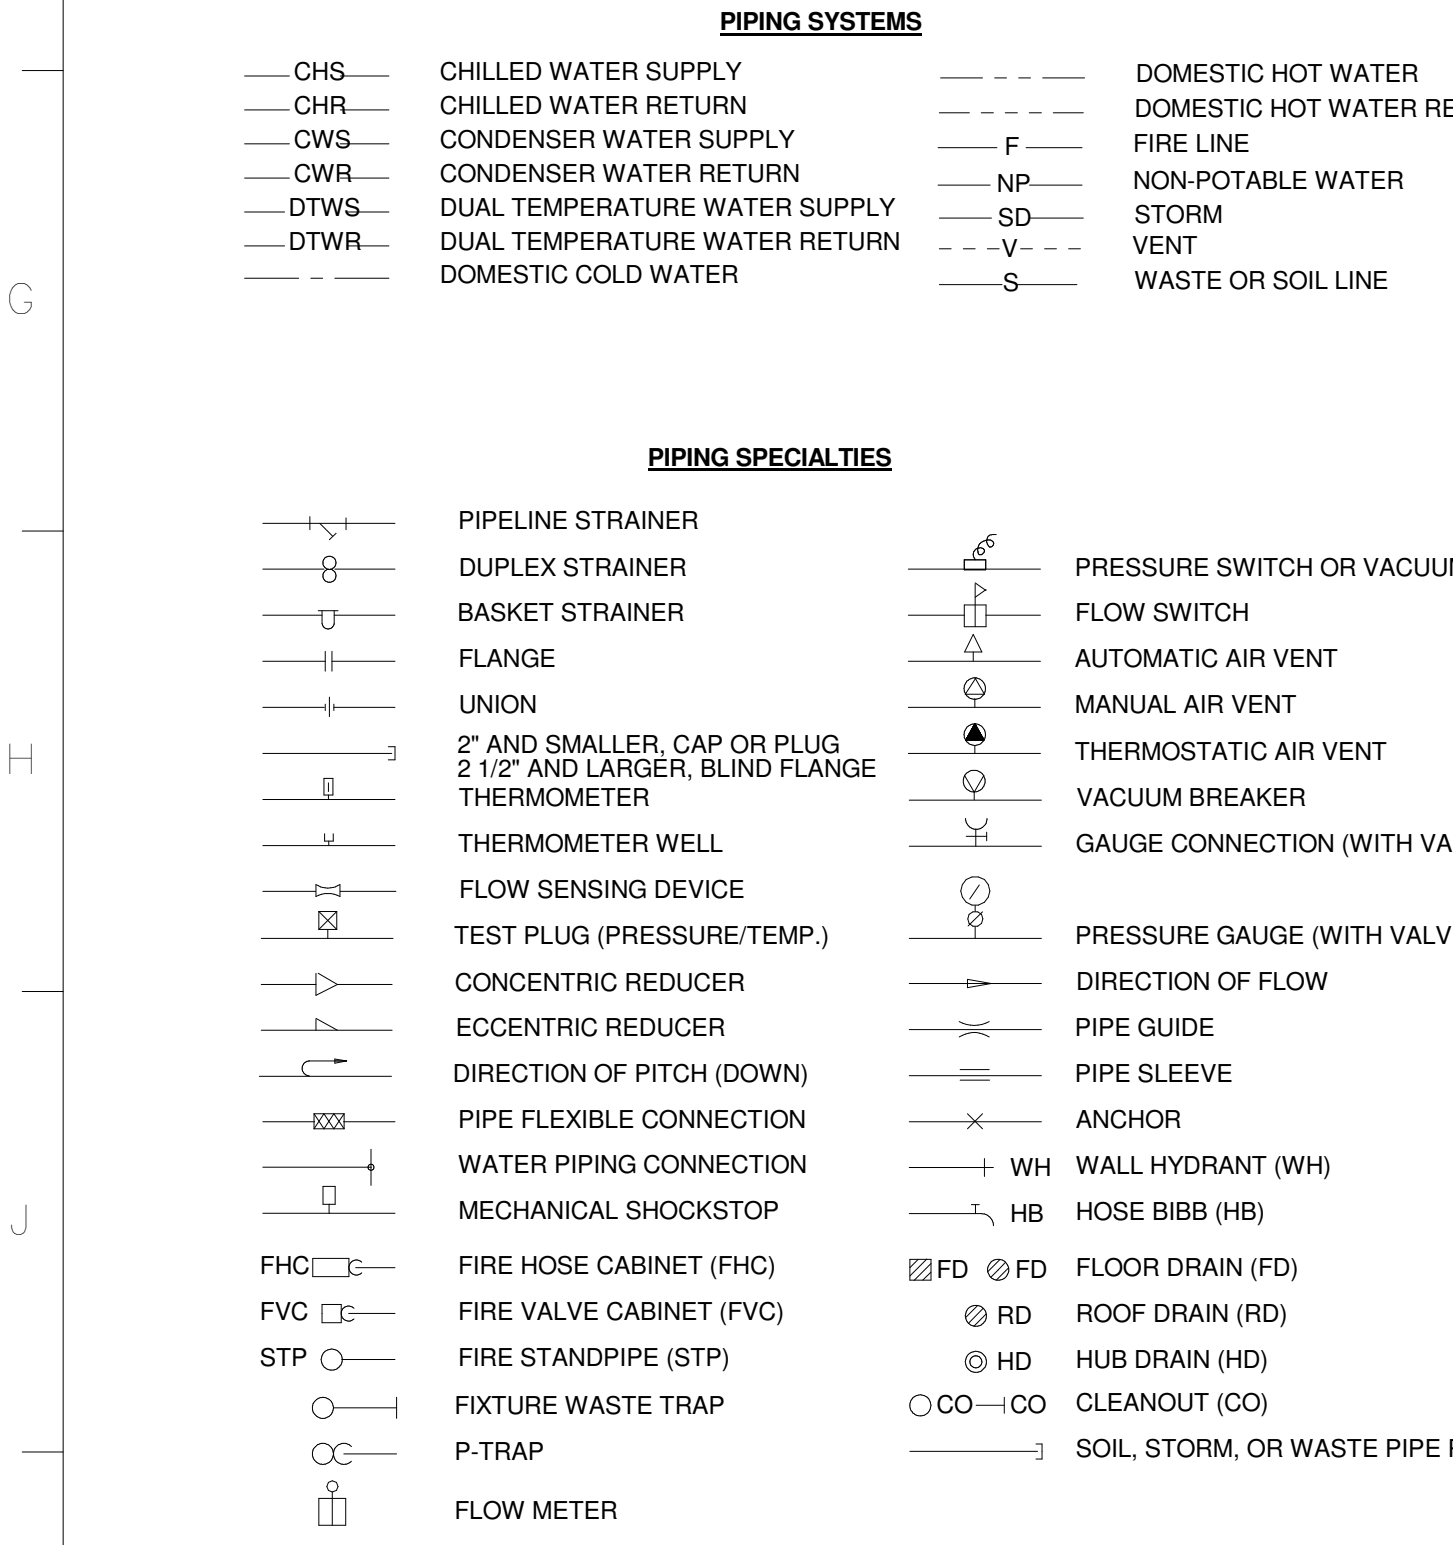 PIPING SYSTEMS
CHS CHILLED WATER SUPPLY
CHR CHILLED WATER RETURN
CWS CONDENSER WATER SUPPLY
CWR CONDENSER WATER RETURN
DTWS DUAL TEMPERATURE WATER SUPPLY
DTWR DUAL TEMPERATURE WATER RETURN
DOMESTIC COLD WATER
DOMESTIC HOT WATER
DOMESTIC HOT WATER RE
F FIRE LINE
NP NON-POTABLE WATER
SD STORM
V VENT
S WASTE OR SOIL LINE
G
PIPING SPECIALTIES
PIPELINE STRAINER
DUPLEX STRAINER
BASKET STRAINER
FLANGE
UNION
2" AND SMALLER, CAP OR PLUG
2 1/2" AND LARGER, BLIND FLANGE
THERMOMETER
THERMOMETER WELL
FLOW SENSING DEVICE
TEST PLUG (PRESSURE/TEMP.)
CONCENTRIC REDUCER
ECCENTRIC REDUCER
DIRECTION OF PITCH (DOWN)
PIPE FLEXIBLE CONNECTION
WATER PIPING CONNECTION
MECHANICAL SHOCKSTOP
FHC FIRE HOSE CABINET (FHC)
FVC FIRE VALVE CABINET (FVC)
STP FIRE STANDPIPE (STP)
FIXTURE WASTE TRAP
P-TRAP
FLOW METER
PRESSURE SWITCH OR VACUUM
FLOW SWITCH
AUTOMATIC AIR VENT
MANUAL AIR VENT
THERMOSTATIC AIR VENT
VACUUM BREAKER
GAUGE CONNECTION (WITH VA
PRESSURE GAUGE (WITH VALV
DIRECTION OF FLOW
PIPE GUIDE
PIPE SLEEVE
ANCHOR
WH WALL HYDRANT (WH)
HB HOSE BIBB (HB)
FD FD FLOOR DRAIN (FD)
RD ROOF DRAIN (RD)
HD HUB DRAIN (HD)
CO CO CLEANOUT (CO)
SOIL, STORM, OR WASTE PIPE
H
J